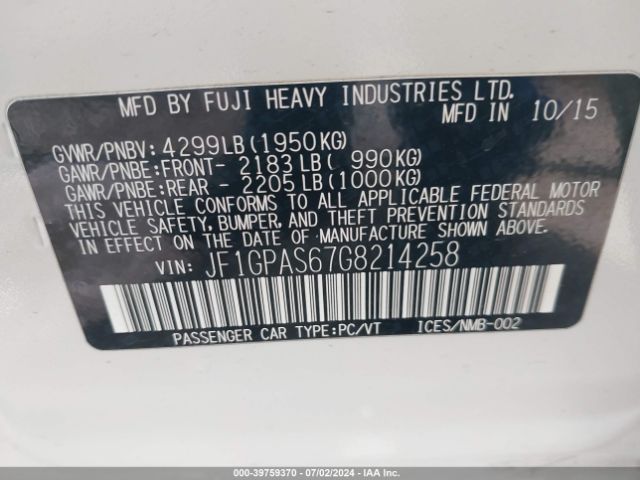 MFD BY FUJI HEAVY INDUSTRIES LTD.
MFD IN 10/15
GVWR/PNBV: 4299LB(1950KG)
GAWR/PNBE:FRONT- 2183LB( 990KG)
GAWR/PNBE:REAR - 2205LB(1000KG)
THIS VEHICLE CONFORMS TO ALL APPLICABLE FEDERAL MOTOR
VEHICLE SAFETY, BUMPER, AND THEFT PREVENTION STANDARDS
IN EFFECT ON THE DATE OF MANUFACTURE SHOWN ABOVE.
VIN: JF1GPAS67G8214258
PASSENGER CAR TYPE:PC/VT ICES/NMB-002
000-39759370 | 07/02/2024 | iaacanada.ca